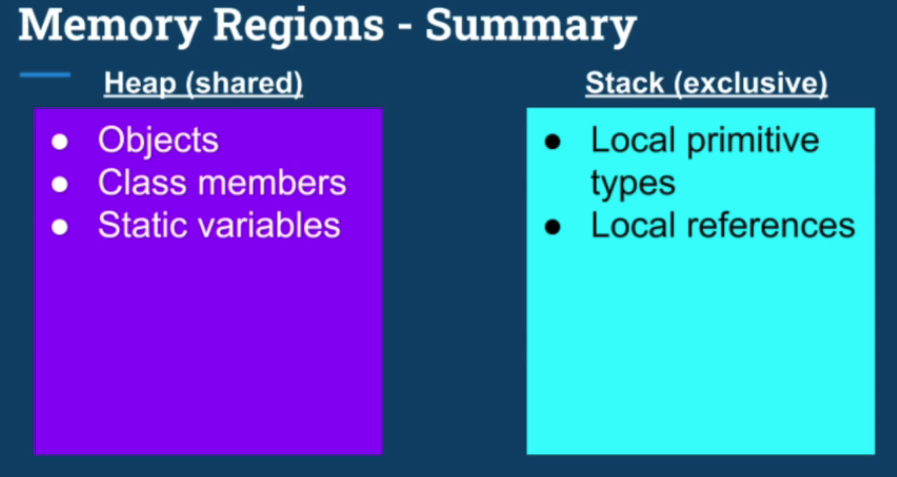 Memory Regions - Summary
Heap (shared)
● Objects
● Class members
● Static variables
Stack (exclusive)
● Local primitive
types
● Local references